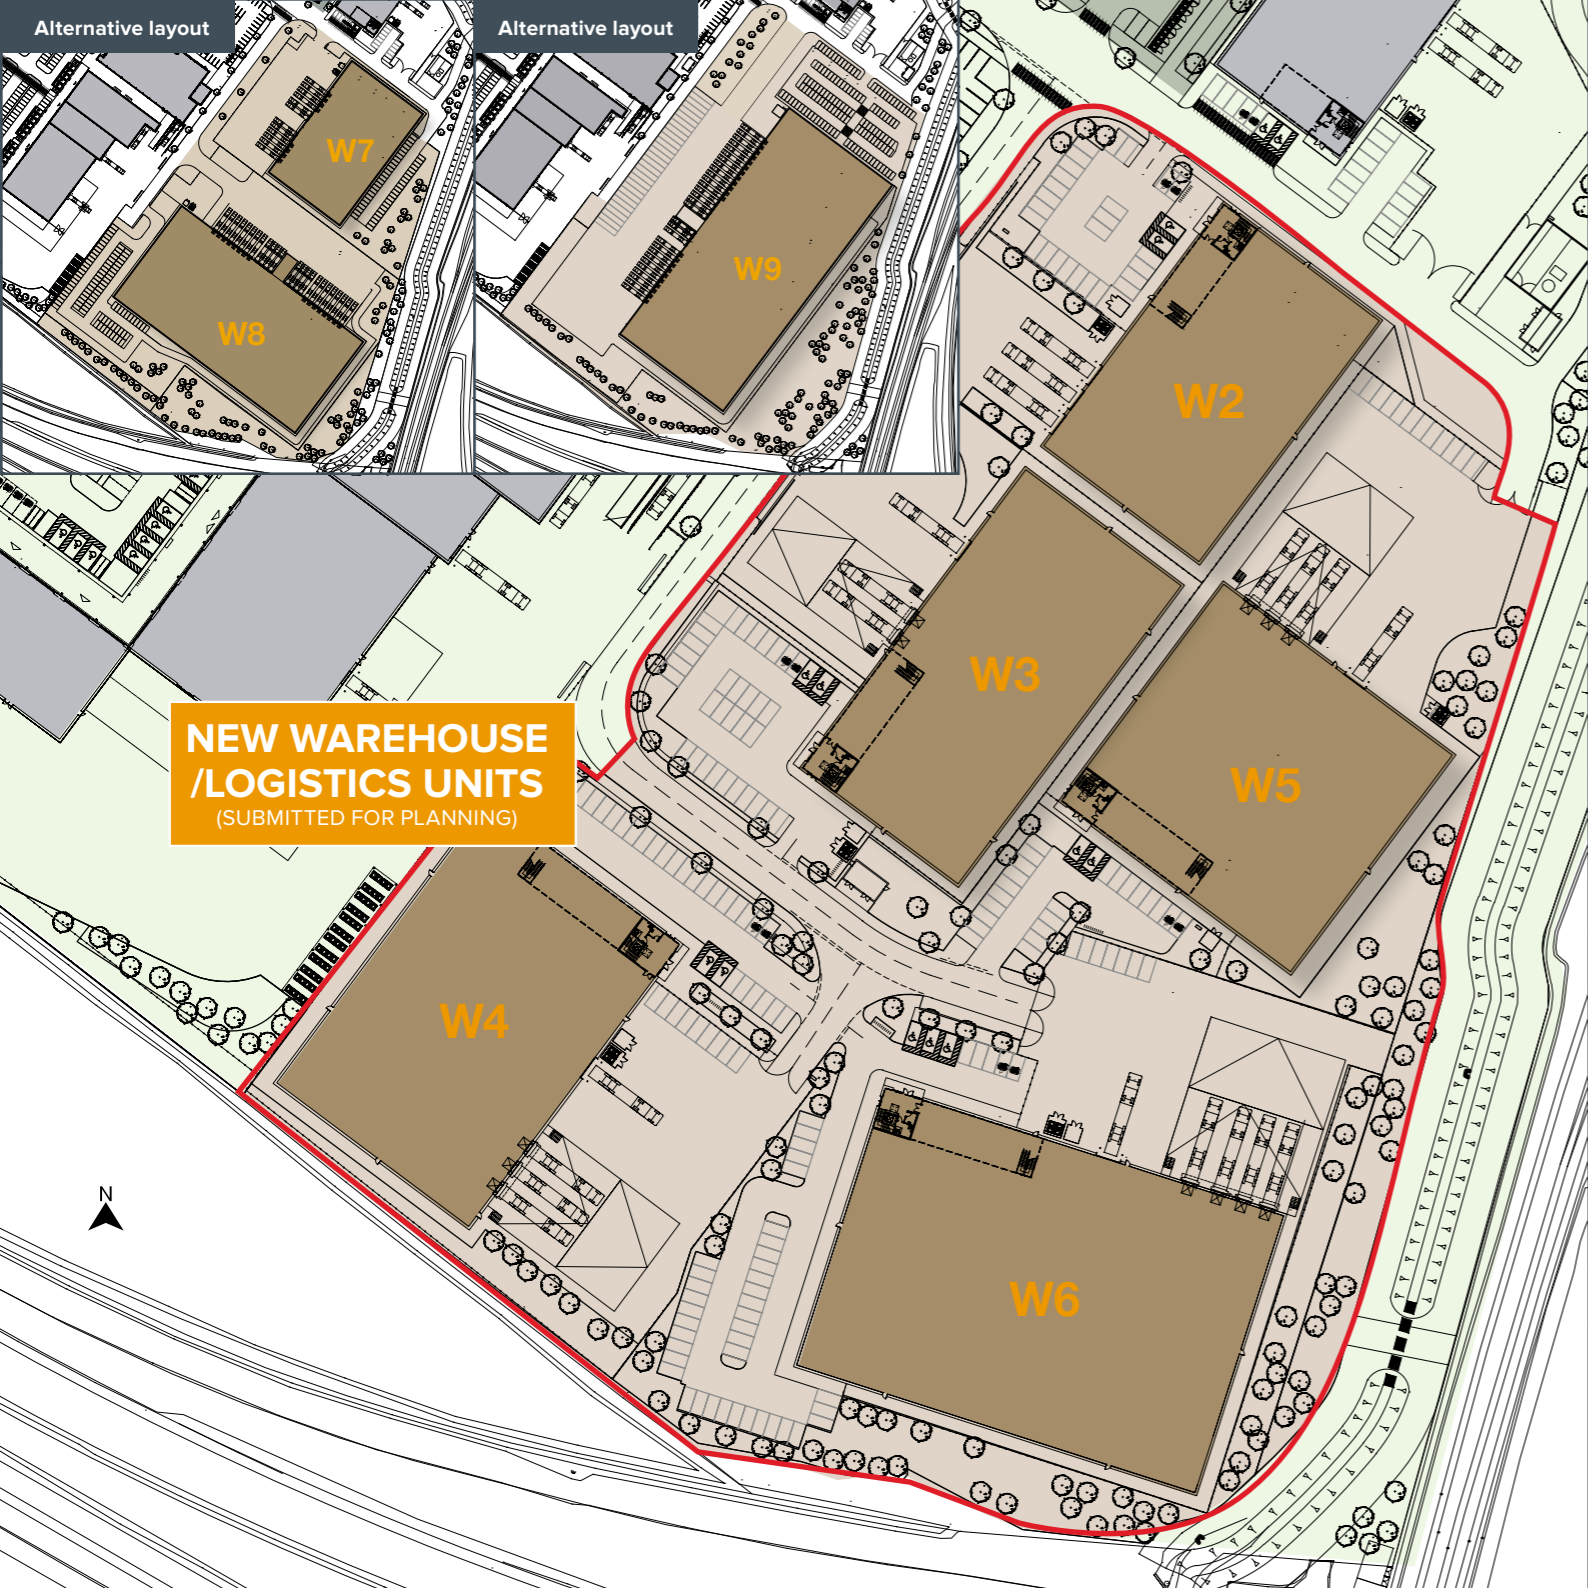 Alternative layout
Alternative layout
W7
W8
W9
W2
W3
W5
NEW WAREHOUSE
/LOGISTICS UNITS
(SUBMITTED FOR PLANNING)
W4
N
W6